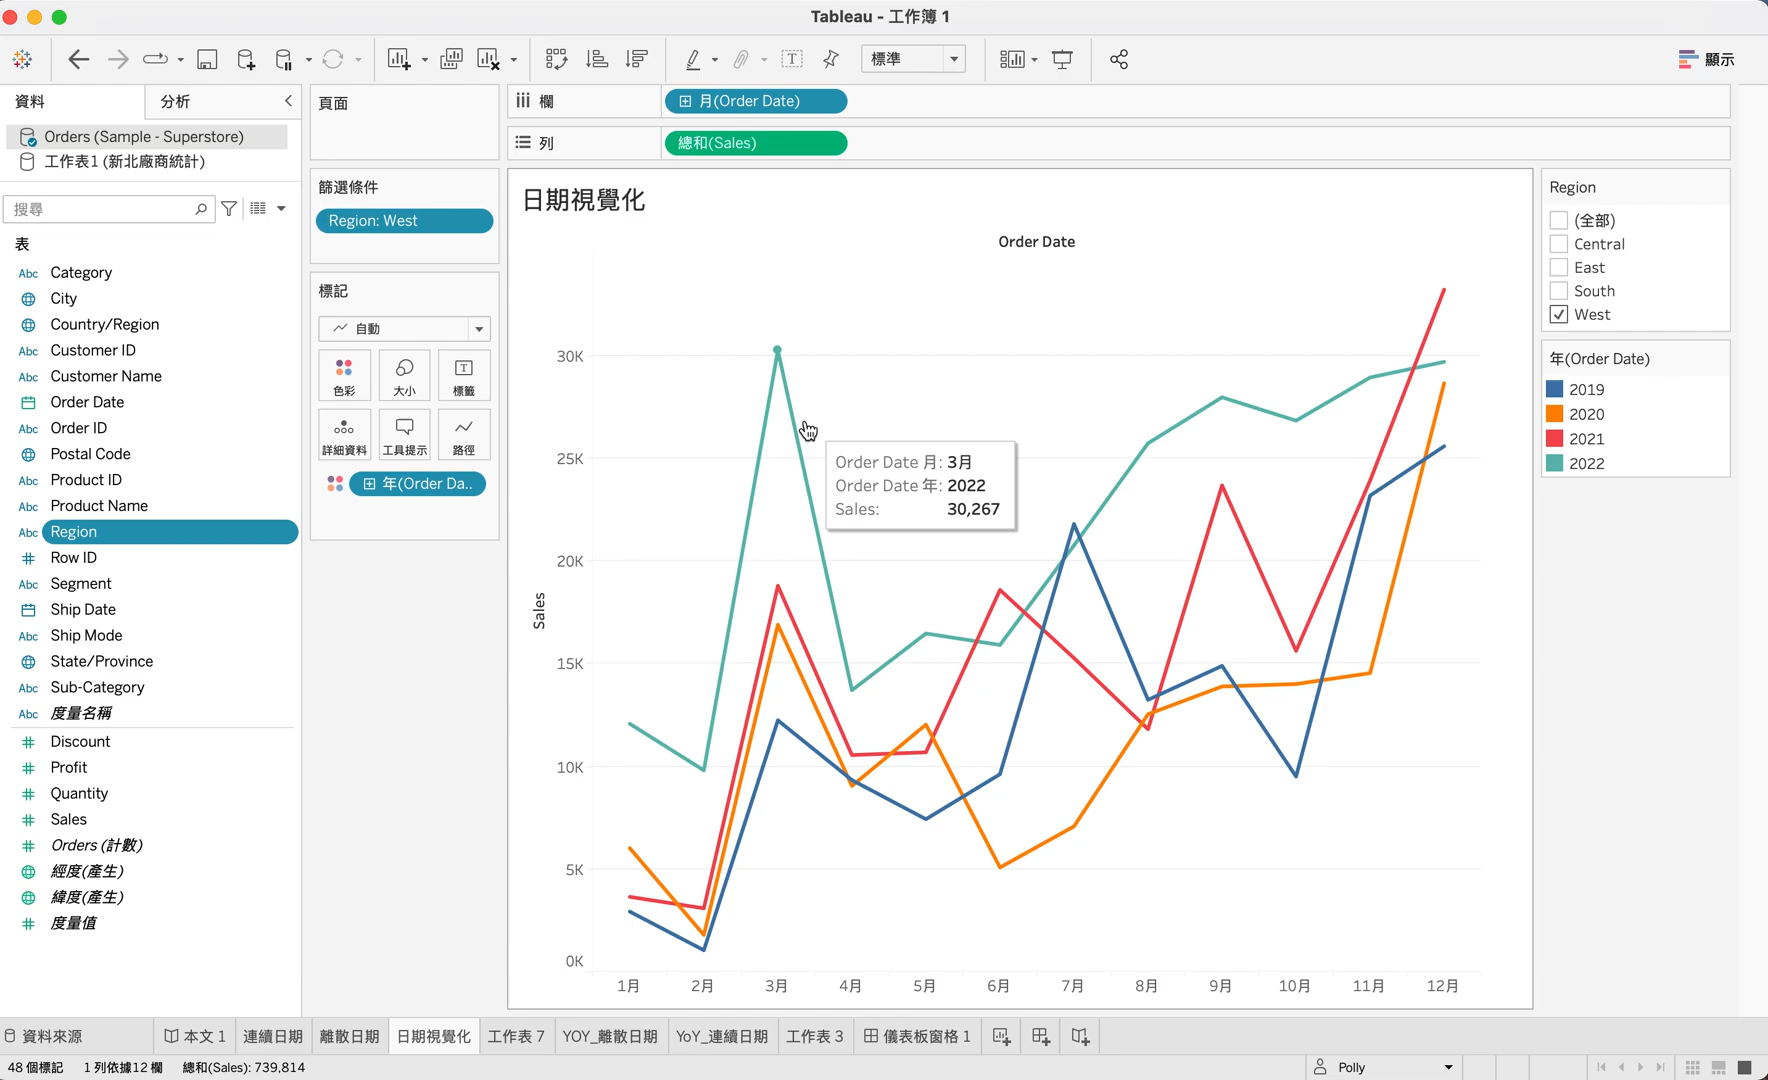 Tableau - 工作簿 1
標準
顯示
資料
分析
Orders (Sample - Superstore)
工作表1 (新北廠商統計)
搜尋
表
Abc Category
City
Country/Region
Abc Customer ID
Abc Customer Name
Order Date
Abc Order ID
Postal Code
Abc Product ID
Abc Product Name
Abc Region
Row ID
Abc Segment
Ship Date
Abc Ship Mode
State/Province
Abc Sub-Category
Abc 度量名稱
Discount
Profit
Quantity
Sales
Orders (計數)
經度(產生)
緯度(產生)
度量值
頁面
篩選條件
Region: West
標記
自動
色彩
大小
標籤
詳細資料
工具提示
路徑
年(Order Da..
欄
月(Order Date)
列
總和(Sales)
日期視覺化
Order Date
Sales
30K
25K
20K
15K
10K
5K
0K
1月
2月
3月
4月
5月
6月
7月
8月
9月
10月
11月
12月
Order Date 月: 3月
Order Date 年: 2022
Sales: 30,267
Region
(全部)
Central
East
South
West
年(Order Date)
2019
2020
2021
2022
資料來源
本文 1
連續日期
離散日期
日期視覺化
工作表 7
YOY_離散日期
YoY_連續日期
工作表 3
儀表板窗格 1
48 個標記
1 列依據12 欄
總和(Sales): 739,814
Polly